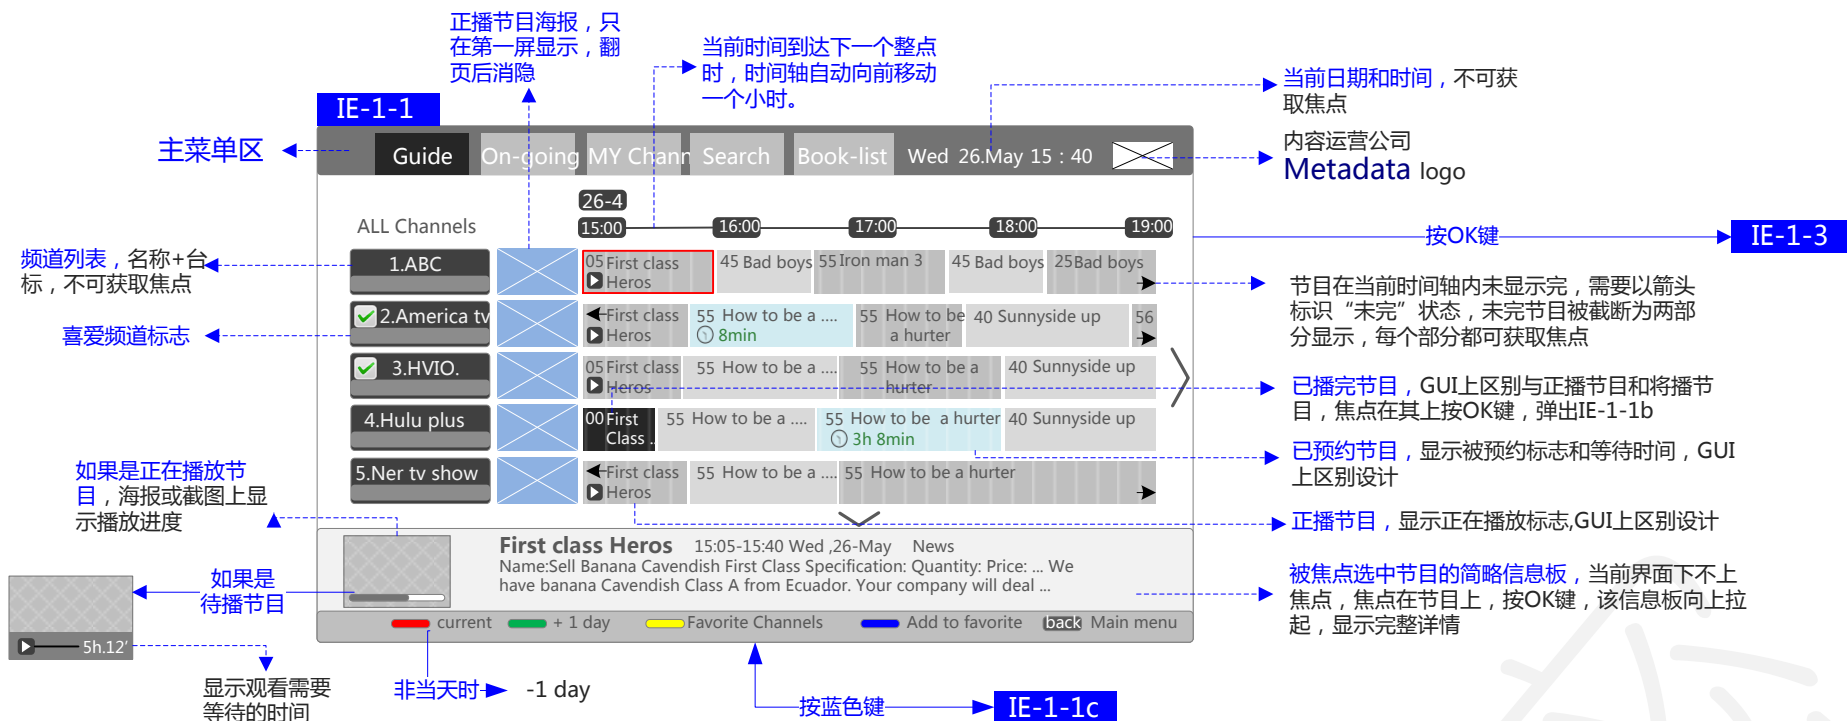 正播节目海报，只
在第一屏显示，翻
页后消隐
当前时间到达下一个整点
时，时间轴自动向前移动
一个小时。
当前日期和时间，不可获
取焦点
IE-1-1
主菜单区
Guide On-going MY Chann Search Book-list Wed 26.May 15 : 40
内容运营公司
Metadata logo
26-4
ALL Channels 15:00 16:00 17:00 18:00 19:00
按OK键 IE-1-3
频道列表，名称+台
标，不可获取焦点
1.ABC 05 First class 45 Bad boys 55 Iron man 3 45 Bad boys 25 Bad boys
Heros
节目在当前时间轴内未显示完，需要以箭头
标识“未完”状态，未完节目被截断为两部
分显示，每个部分都可获取焦点
喜爱频道标志
2.America tv First class 55 How to be a .... 55 How to be 40 Sunnyside up 56
Heros 8min a hurter
3.HVIO. 05 First class 55 How to be a .... 55 How to be a 40 Sunnyside up
Heros hurter
已播完节目，GUI上区别与正播节目和将播节
目，焦点在其上按OK键，弹出IE-1-1b
4.Hulu plus 00 First 55 How to be a .... 55 How to be a hurter 40 Sunnyside up
Class .. 3h 8min
已预约节目，显示被预约标志和等待时间，GUI
上区别设计
5.Ner tv show First class 55 How to be a .... 55 How to be a hurter
Heros
如果是正在播放节
目，海报或截图上显
示播放进度
正播节目，显示正在播放标志,GUI上区别设计
First class Heros 15:05-15:40 Wed ,26-May News
Name:Sell Banana Cavendish First Class Specification: Quantity: Price: ... We
have banana Cavendish Class A from Ecuador. Your company will deal ...
被焦点选中节目的简略信息板，当前界面下不上
焦点，焦点在节目上，按OK键，该信息板向上拉
起，显示完整详情
如果是
待播节目
current + 1 day Favorite Channels Add to favorite back Main menu
5h.12’
显示观看需要
等待的时间
非当天时 -1 day
按蓝色键 IE-1-1c